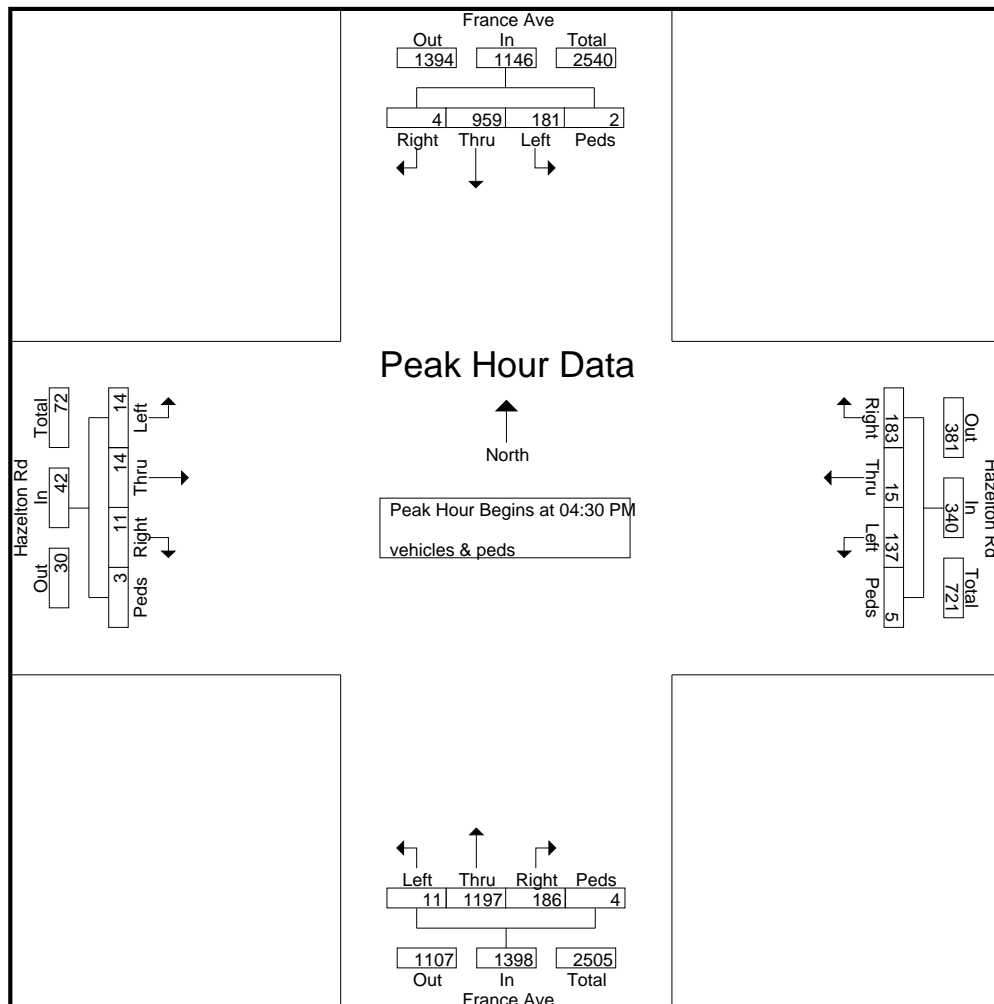 France Ave
Out In Total
1394 1146 2540
4 959 181 2
Right Thru Left Peds
Peak Hour Data
North
Peak Hour Begins at 04:30 PM
vehicles & peds
Hazelton Rd
Out In Total
30 42 72
Left Thru Right Peds
14 14 11 3
Hazelton Rd
Out In Total
381 340 721
Right Thru Left Peds
183 15 137 5
Left Thru Right Peds
11 1197 186 4
1107 1398 2505
Out In Total
France Ave